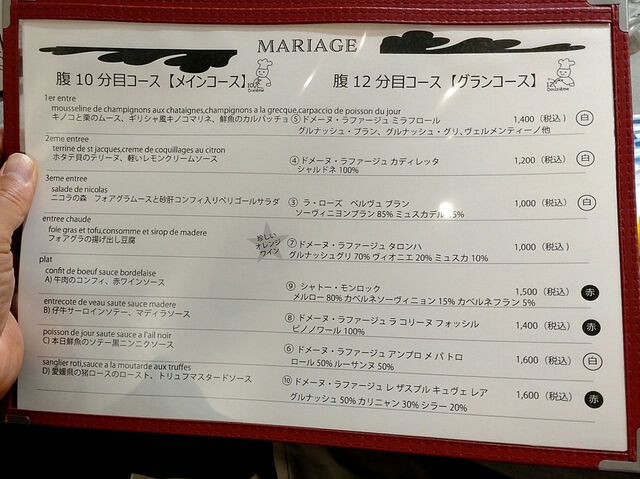 MARIAGE
腹10分目コース【メインコース】
腹12分目コース【グランコース】
1er entre
mousseline de champignons aux chataignes,champignons a la grecque,carpaccio de poisson du jour
キノコと栗のムース、ギリシャ風キノコマリネ、鮮魚のカルパッチョ
⑤ ドメーヌ・ラファージュ ミラフロール 1,400（税込） 白
グルナッシュ・ブラン、グルナッシュ・グリ、ヴェルメンティーノ他
2eme entree
terrine de st jacques,creme de coquillages au citron
ホタテ貝のテリーヌ、軽いレモンクリームソース
④ ドメーヌ・ラファージュ カディレッタ 1,200（税込） 白
シャルドネ 100%
3eme entree
salade de nicolas
ニコラの森 フォアグラムースと砂肝コンフィ入りペリゴールサラダ
③ ラ・ローズ ベルヴュ ブラン 1,000（税込） 白
ソーヴィニヨンブラン 85% ミュスカデル 5%
entree chaude
foie gras et tofu,consomme et sirop de madere
フォアグラの揚げ出し豆腐
珍しい
オレンジ
ワイン
⑦ ドメーヌ・ラファージュ タロンハ 1,000（税込）
グルナッシュグリ 70% ヴィオニエ 20% ミュスカ 10%
plat
confit de boeuf sauce bordelaise
A) 牛肉のコンフィ、赤ワインソース
⑨ シャトー・モンロック 1,500（税込） 赤
メルロー 80% カベルネソーヴィニョン 15% カベルネフラン 5%
entrecote de veau saute sauce madere
B) 仔牛サーロインソテー、マディラソース
⑧ ドメーヌ・ラファージュ ラ コリーヌ フォッシル 1,400（税込） 赤
ピノノワール 100%
poisson de jour saute sauce a l'ail noir
C) 本日鮮魚のソテー黒ニンニクソース
⑥ ドメーヌ・ラファージュ アンプロ メ パ トロ 1,600（税込） 白
ロール 50% ルーサンヌ 50%
sanglier roti,sauce a la moutarde aux truffes
D) 愛媛県の猪ロースのロースト、トリュフマスタードソース
⑩ ドメーヌ・ラファージュ レ ザスプル キュヴェ レア 1,600（税込） 赤
グルナッシュ 50% カリニャン 30% シラー 20%